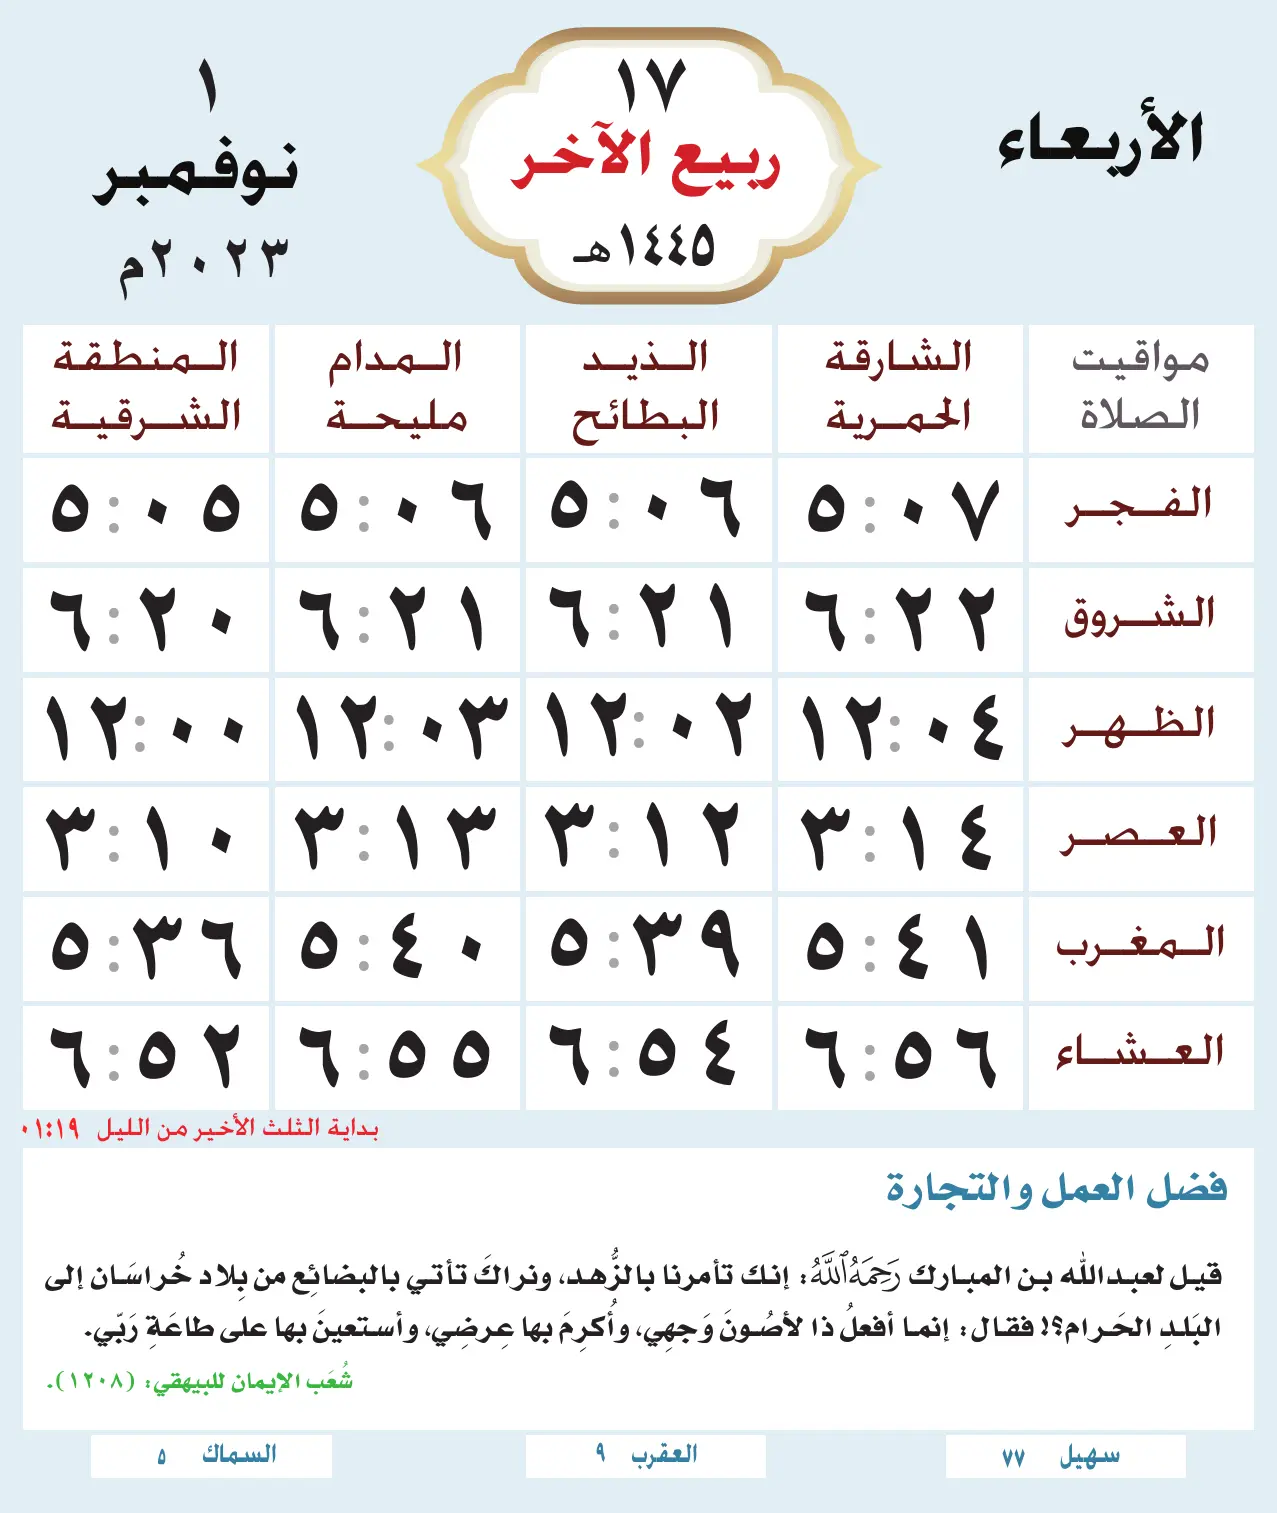 الأربعاء
١٧
ربيع الآخر
١٤٤٥هـ
١
نوفمبر
٢٠٢٣م
مواقيت الصلاة
الشارقة الحمرية
الذيد البطائح
المدام مليحة
المنطقة الشرقية
الفجر ٥:٠٧ ٥:٠٦ ٥:٠٦ ٥:٠٥
الشروق ٦:٢٢ ٦:٢١ ٦:٢١ ٦:٢٠
الظهر ١٢:٠٤ ١٢:٠٢ ١٢:٠٣ ١٢:٠٠
العصر ٣:١٤ ٣:١٢ ٣:١٣ ٣:١٠
المغرب ٥:٤١ ٥:٣٩ ٥:٤٠ ٥:٣٦
العشاء ٦:٥٦ ٦:٥٤ ٦:٥٥ ٦:٥٢
بداية الثلث الأخير من الليل ٠١:١٩
فضل العمل والتجارة
قيل لعبدالله بن المبارك رَحِمَهُ ٱللَّهُ: إنك تأمرنا بالزُّهد، ونراكَ تأتي بالبضائِع من بِلاد خُراسَان إلى
البَلدِ الحَرام؟! فقال: إنما أفعلُ ذا لأصُونَ وَجهِي، وأُكرِمَ بها عِرضِي، وأستعينَ بها على طاعَةِ رَبّي.
شُعَب الإيمان للبيهقي: (١٢٠٨).
سهيل ٧٧
العقرب ٩
السماك ٥